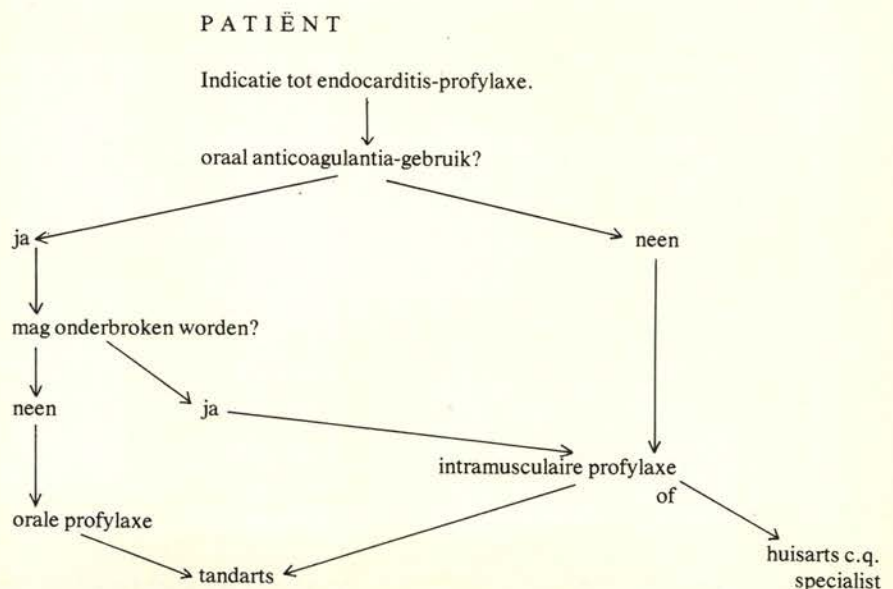 PATIËNT
Indicatie tot endocarditis-profylaxe.
oraal anticoagulantia-gebruik?
ja
neen
mag onderbroken worden?
neen
ja
intramusculaire profylaxe
of
orale profylaxe
huisarts c.q.
specialist
tandarts